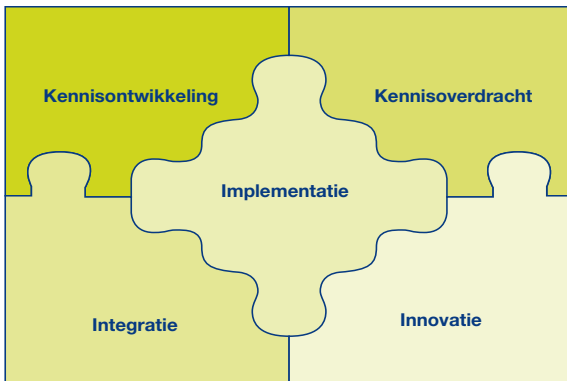 Kennisontwikkeling
Kennisoverdracht
Implementatie
Integratie
Innovatie